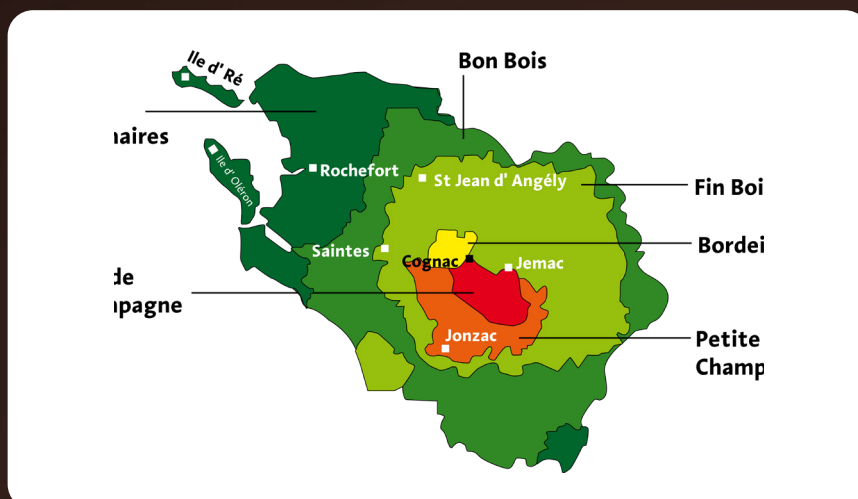 Ile d' Ré
Bon Bois
naires
Rochefort
Ile d' Oléron
St Jean d' Angély
Fin Boi
Saintes
Cognac
Jemac
Bordei
de
npagne
Jonzac
Petite
Champ